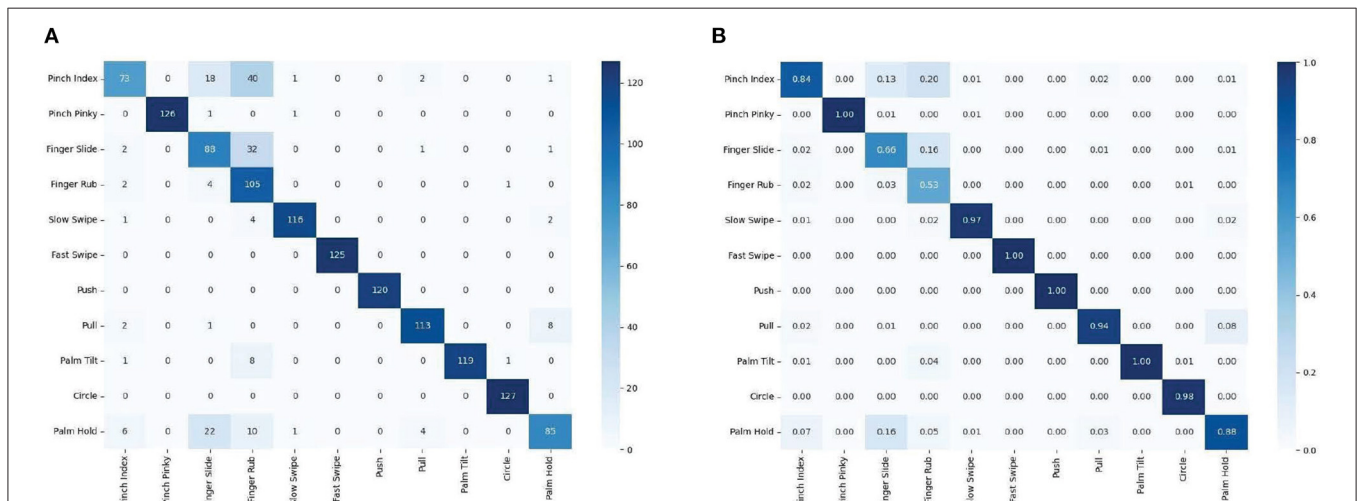 A
Pinch Index 73 0 18 40 1 0 0 2 0 0 1
Pinch Pinky 0 126 1 0 1 0 0 0 0 0 0
Finger Slide 2 0 88 32 0 0 0 1 0 0 1
Finger Rub 2 0 4 105 0 0 0 0 0 1 0
Slow Swipe 1 0 0 4 116 0 0 0 0 0 2
Fast Swipe 0 0 0 0 0 125 0 0 0 0 0
Push 0 0 0 0 0 0 120 0 0 0 0
Pull 2 0 1 0 0 0 0 113 0 0 8
Palm Tilt 1 0 0 8 0 0 0 0 119 1 0
Circle 0 0 0 0 0 0 0 0 0 127 0
Palm Hold 6 0 22 10 1 0 0 4 0 0 85
Pinch Index
Pinch Pinky
Finger Slide
Finger Rub
Slow Swipe
Fast Swipe
Push
Pull
Palm Tilt
Circle
Palm Hold
120
100
80
60
40
20
0
B
Pinch Index 0.84 0.00 0.13 0.20 0.01 0.00 0.00 0.02 0.00 0.00 0.01
Pinch Pinky 0.00 1.00 0.01 0.00 0.01 0.00 0.00 0.00 0.00 0.00 0.00
Finger Slide 0.02 0.00 0.66 0.16 0.00 0.00 0.00 0.01 0.00 0.00 0.01
Finger Rub 0.02 0.00 0.03 0.53 0.00 0.00 0.00 0.00 0.00 0.01 0.00
Slow Swipe 0.01 0.00 0.00 0.02 0.97 0.00 0.00 0.00 0.00 0.00 0.02
Fast Swipe 0.00 0.00 0.00 0.00 0.00 1.00 0.00 0.00 0.00 0.00 0.00
Push 0.00 0.00 0.00 0.00 0.00 0.00 1.00 0.00 0.00 0.00 0.00
Pull 0.02 0.00 0.01 0.00 0.00 0.00 0.00 0.94 0.00 0.00 0.08
Palm Tilt 0.01 0.00 0.00 0.04 0.00 0.00 0.00 0.00 1.00 0.01 0.00
Circle 0.00 0.00 0.00 0.00 0.00 0.00 0.00 0.00 0.00 0.98 0.00
Palm Hold 0.07 0.00 0.16 0.05 0.01 0.00 0.00 0.03 0.00 0.00 0.88
Pinch Index
Pinch Pinky
Finger Slide
Finger Rub
Slow Swipe
Fast Swipe
Push
Pull
Palm Tilt
Circle
Palm Hold
1.0
0.8
0.6
0.4
0.2
0.0